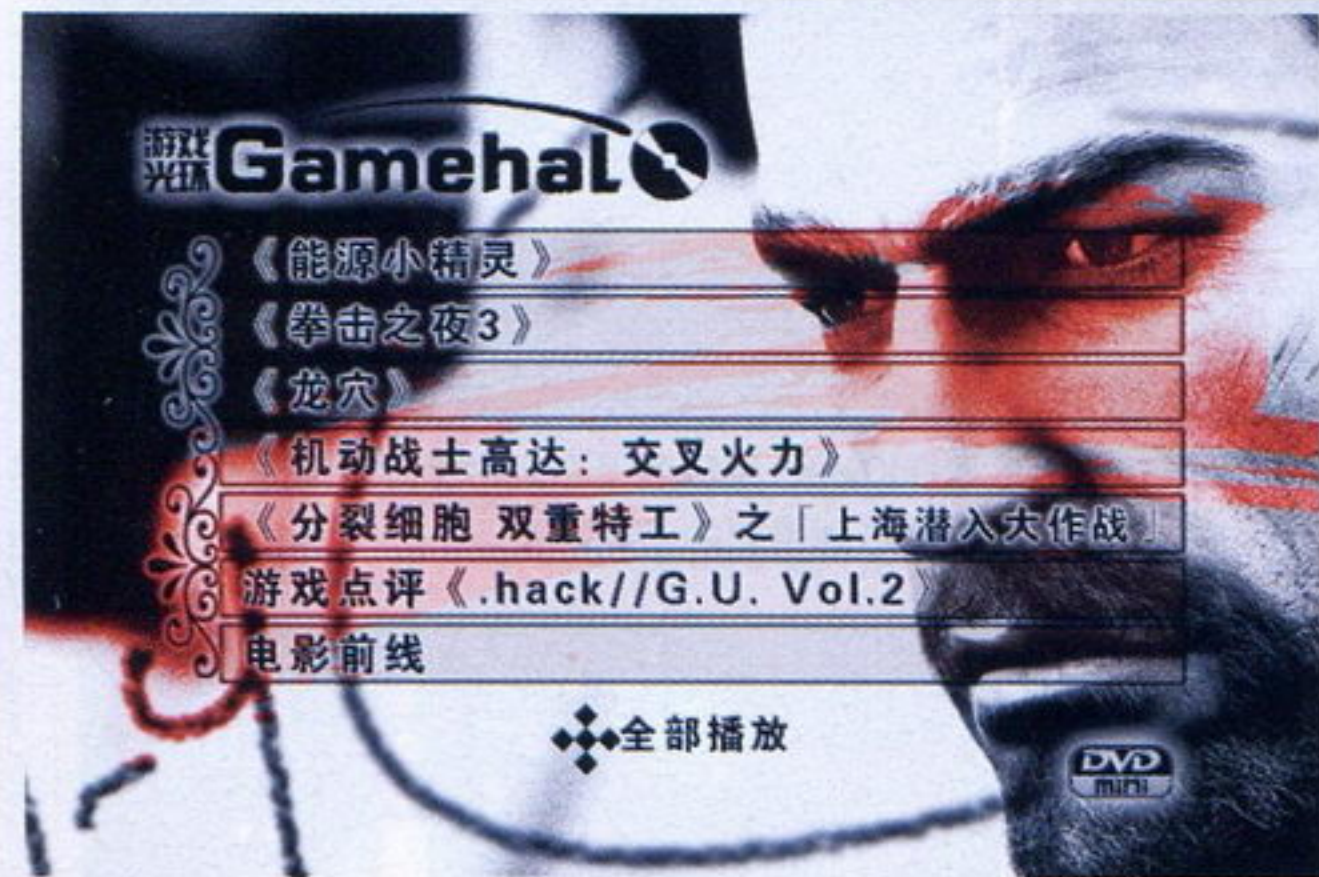 游戏
光环 Gamehalo
《能源小精灵》
《拳击之夜3》
《龙穴》
《机动战士高达：交叉火力》
《分裂细胞 双重特工》之「上海潜入大作战」
游戏点评《.hack//G.U. Vol.2》
电影前线
全部播放
DVD
mini